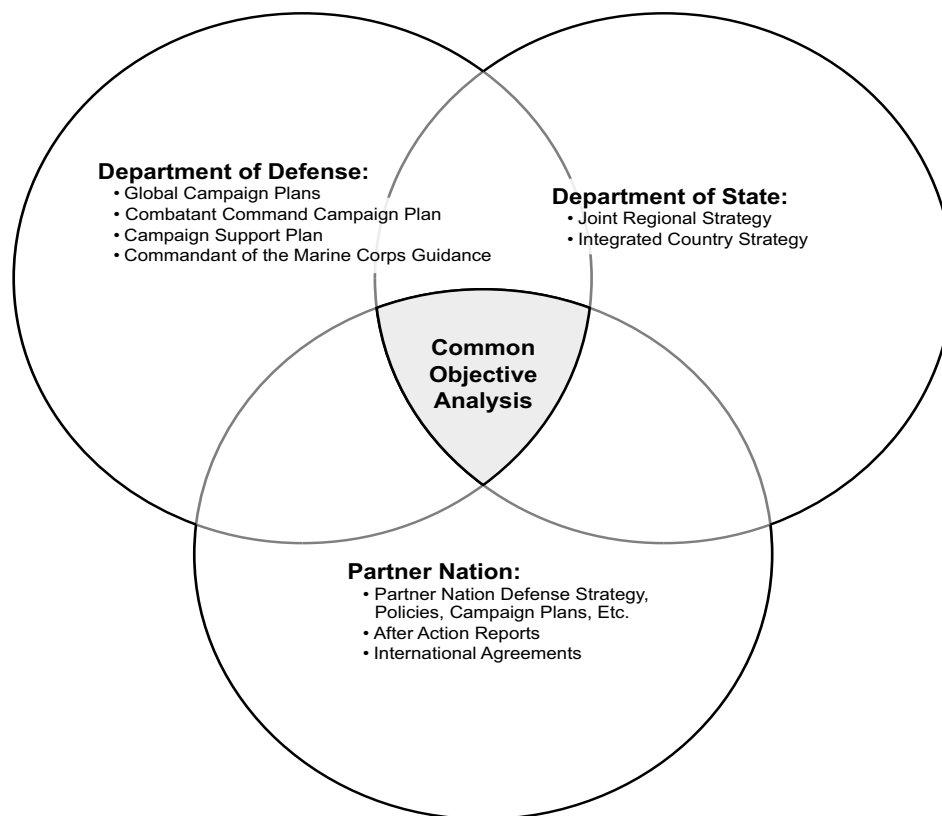 Department of Defense:
• Global Campaign Plans
• Combatant Command Campaign Plan
• Campaign Support Plan
• Commandant of the Marine Corps Guidance
Department of State:
• Joint Regional Strategy
• Integrated Country Strategy
Common
Objective
Analysis
Partner Nation:
• Partner Nation Defense Strategy,
Policies, Campaign Plans, Etc.
• After Action Reports
• International Agreements